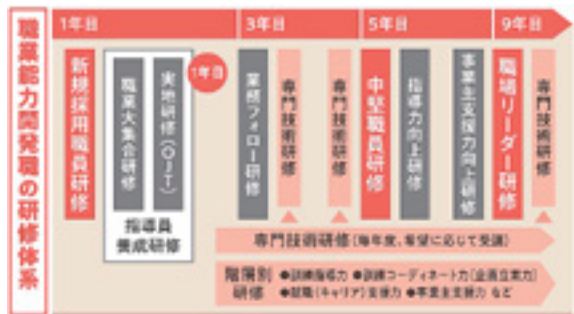 職業能力開発職の研修体系
1年目
3年目
5年目
9年目
新規採用職員研修
職業大集合研修
実地研修(OJT)
指導員
養成研修
1年目
業務フォロー研修
専門技術研修
専門技術研修
中堅職員研修
指導力向上研修
事業主支援力向上研修
職場リーダー研修
専門技術研修
専門技術研修(毎年度、希望に応じて受講)
階層別
研修
●訓練指導力 ●訓練コーディネート力(企画立案力)
●就職(キャリア)支援力 ●事業主支援力 など